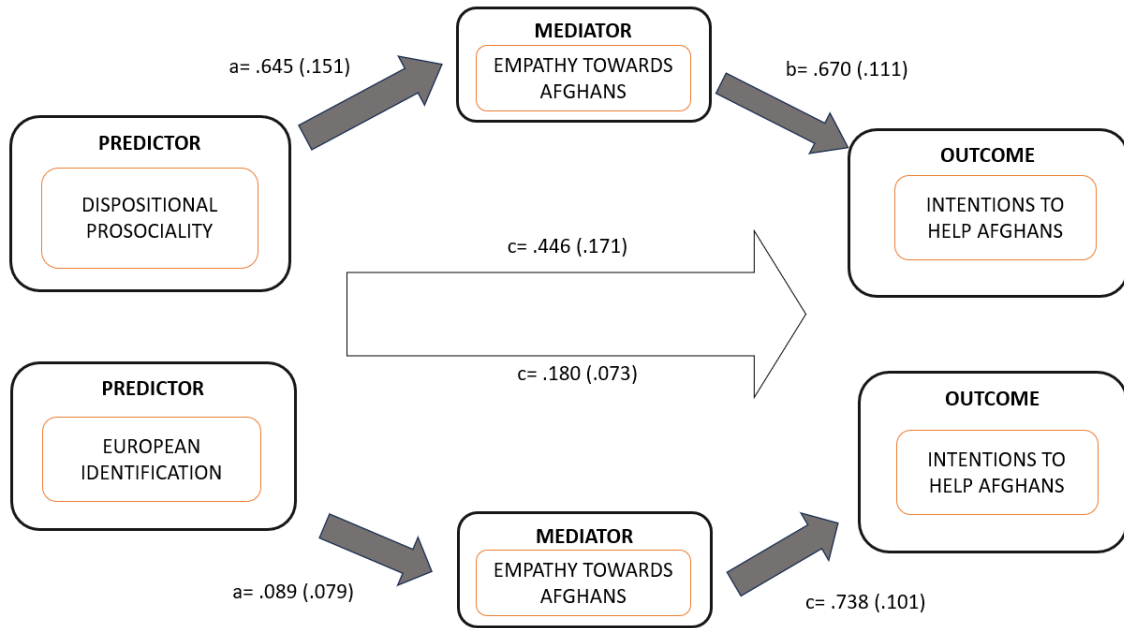 MEDIATOR
EMPATHY TOWARDS
AFGHANS
a= .645 (.151)
b= .670 (.111)
PREDICTOR
DISPOSITIONAL
PROSOCIALITY
OUTCOME
INTENTIONS TO
HELP AFGHANS
c= .446 (.171)
c= .180 (.073)
PREDICTOR
EUROPEAN
IDENTIFICATION
OUTCOME
INTENTIONS TO
HELP AFGHANS
MEDIATOR
EMPATHY TOWARDS
AFGHANS
a= .089 (.079)
c= .738 (.101)